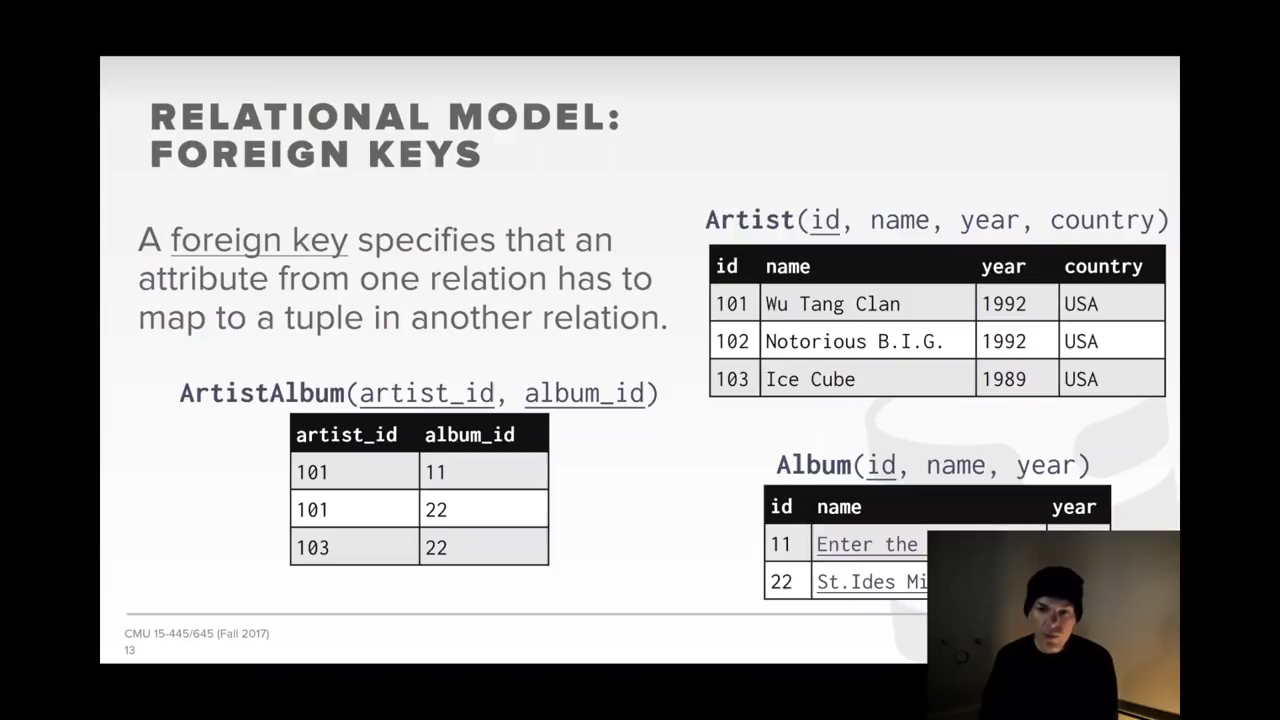 RELATIONAL MODEL:
FOREIGN KEYS
A foreign key specifies that an
attribute from one relation has to
map to a tuple in another relation.
ArtistAlbum(artist_id, album_id)
artist_id album_id
101 11
101 22
103 22
Artist(id, name, year, country)
id name year country
101 Wu Tang Clan 1992 USA
102 Notorious B.I.G. 1992 USA
103 Ice Cube 1989 USA
Album(id, name, year)
id name year
11 Enter the
22 St.Ides Mi
CMU 15-445/645 (Fall 2017)
13